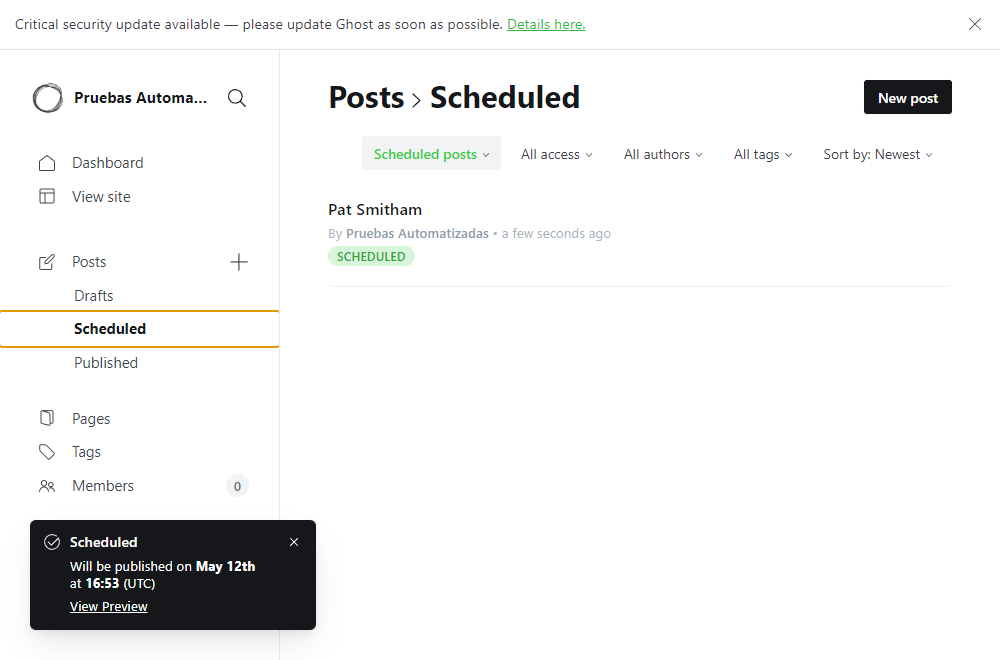 Critical security update available — please update Ghost as soon as possible. Details here.
Pruebas Automa...
Dashboard
View site
Posts
Drafts
Scheduled
Published
Pages
Tags
Members 0
Posts > Scheduled
New post
Scheduled posts All access All authors All tags Sort by: Newest
Pat Smitham
By Pruebas Automatizadas • a few seconds ago
SCHEDULED
Scheduled
Will be published on May 12th
at 16:53 (UTC)
View Preview